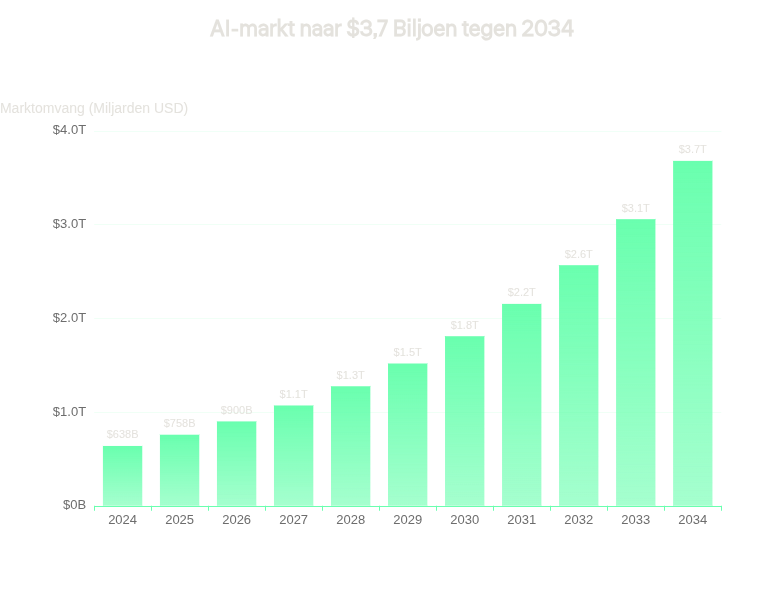 AI-markt naar $3,7 Biljoen tegen 2034
Marktomvang (Miljarden USD)
$4.0T
$3.0T
$2.0T
$1.0T
$0B
$638B
$758B
$900B
$1.1T
$1.3T
$1.5T
$1.8T
$2.2T
$2.6T
$3.1T
$3.7T
2024 2025 2026 2027 2028 2029 2030 2031 2032 2033 2034